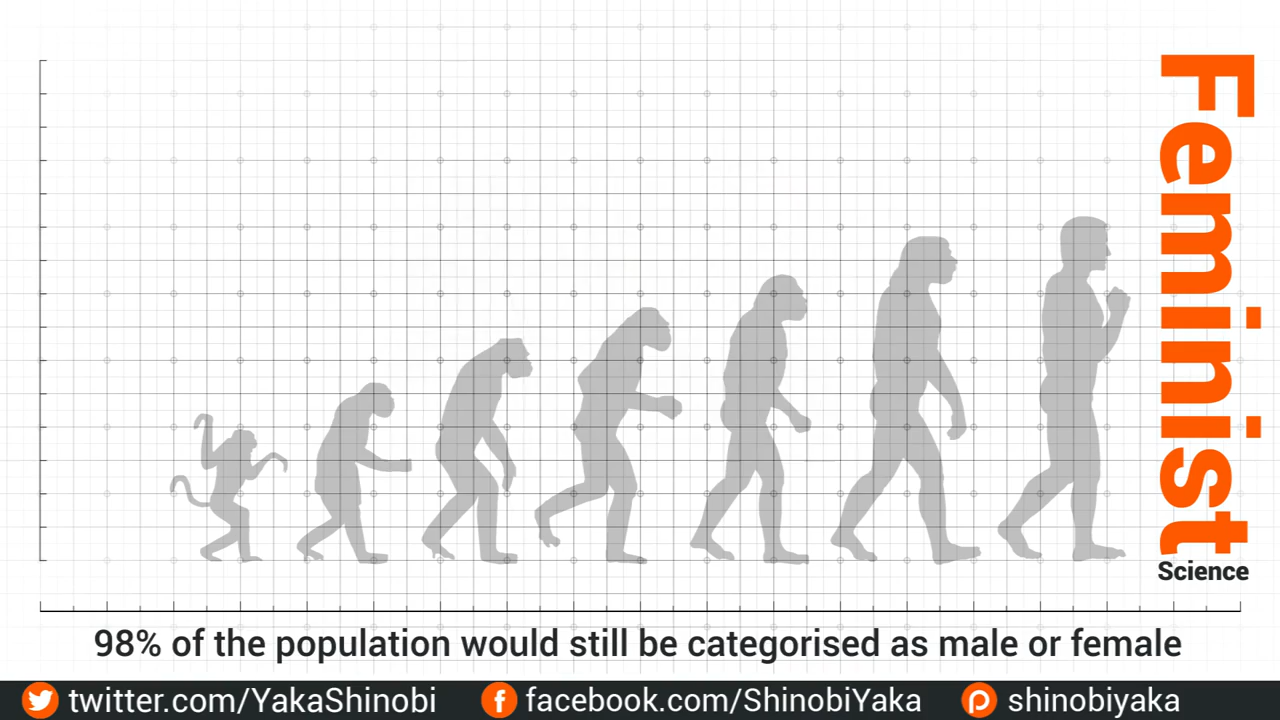 Feminist
Science
98% of the population would still be categorised as male or female
twitter.com/YakaShinobi facebook.com/ShinobiYaka shinobiyaka